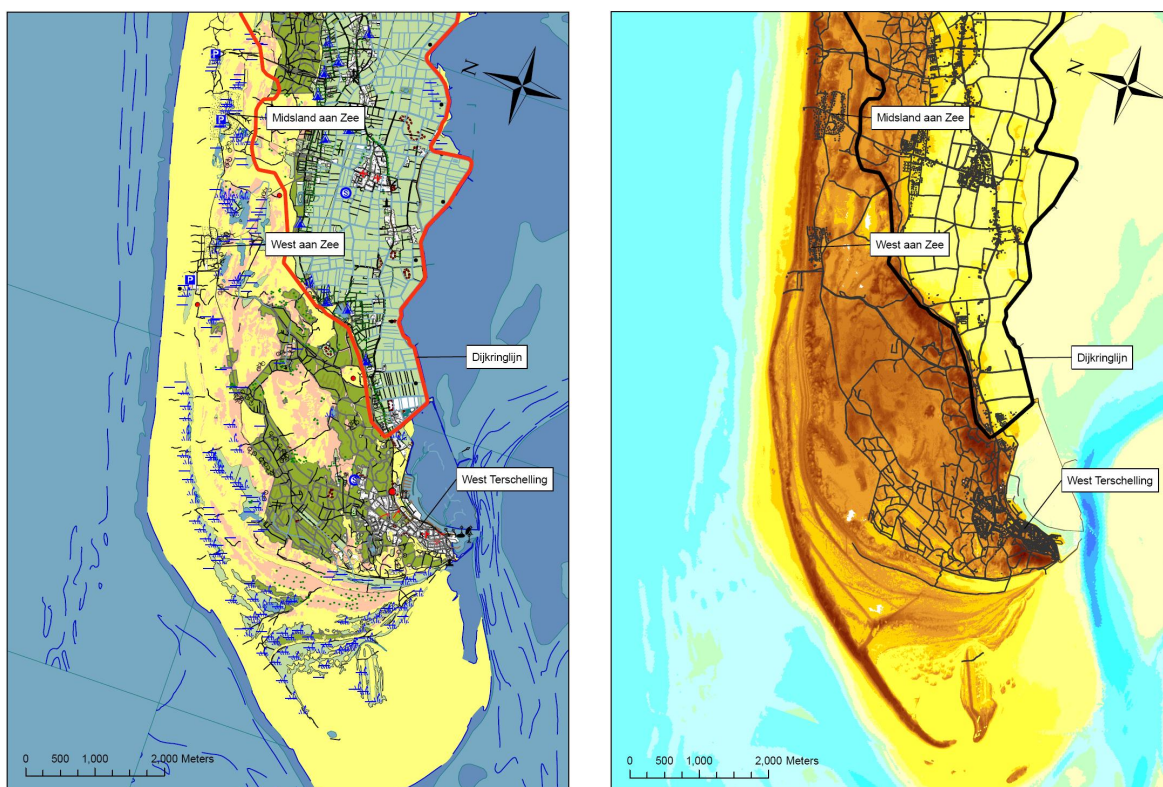 N
P
P
Midsland aan Zee
S
West aan Zee
P
Dijkringlijn
S
West Terschelling
0 500 1,000 2,000 Meters
N
Midsland aan Zee
West aan Zee
Dijkringlijn
West Terschelling
0 500 1,000 2,000 Meters